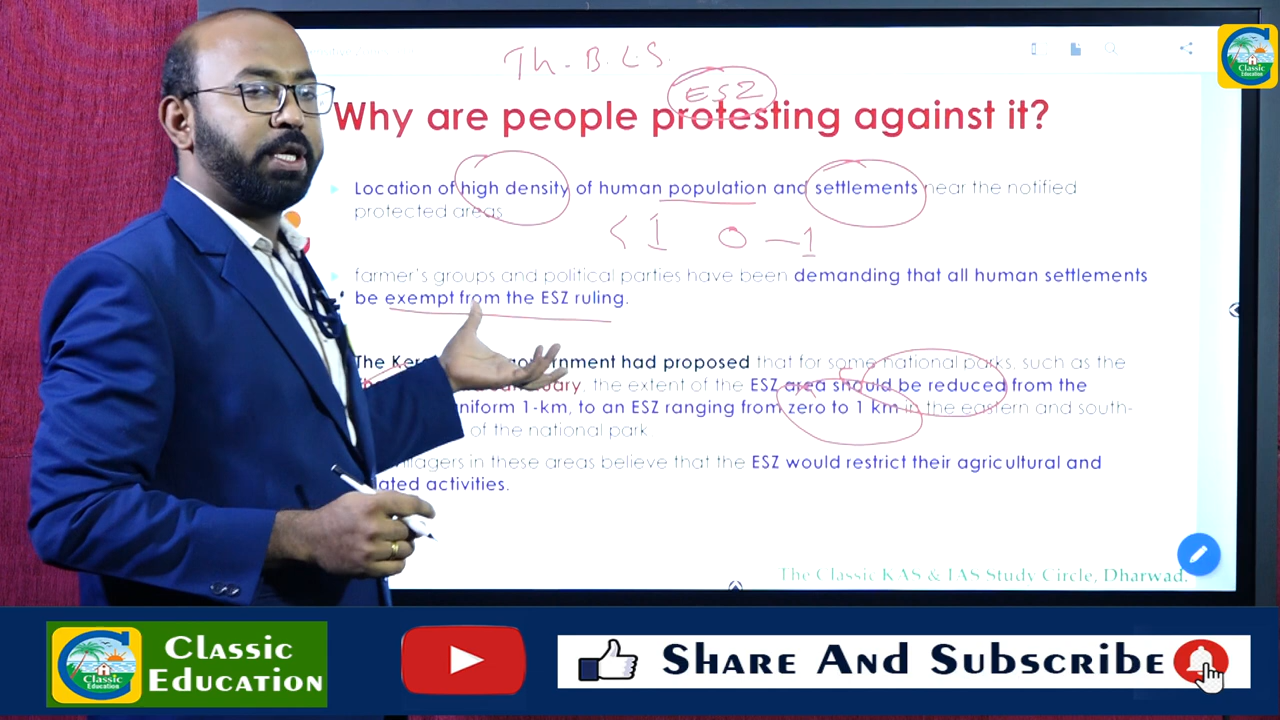 Th. B. L. S.
ESZ
Classic
Education
Why are people protesting against it?
Location of high density of human population and settlements near the notified
protected areas
< 1 0 – 1
farmer's groups and political parties have been demanding that all human settlements
be exempt from the ESZ ruling.
The government had proposed that for some national parks, such as the
the extent of the ESZ area should be reduced from the
uniform 1-km, to an ESZ ranging from zero to 1 km in the eastern and south-
of the national park
villagers in these areas believe that the ESZ would restrict their agricultural and
activities.
The Classic KAS & IAS Study Circle, Dharwad.
Classic
Education
Classic
Education
Share And Subscribe